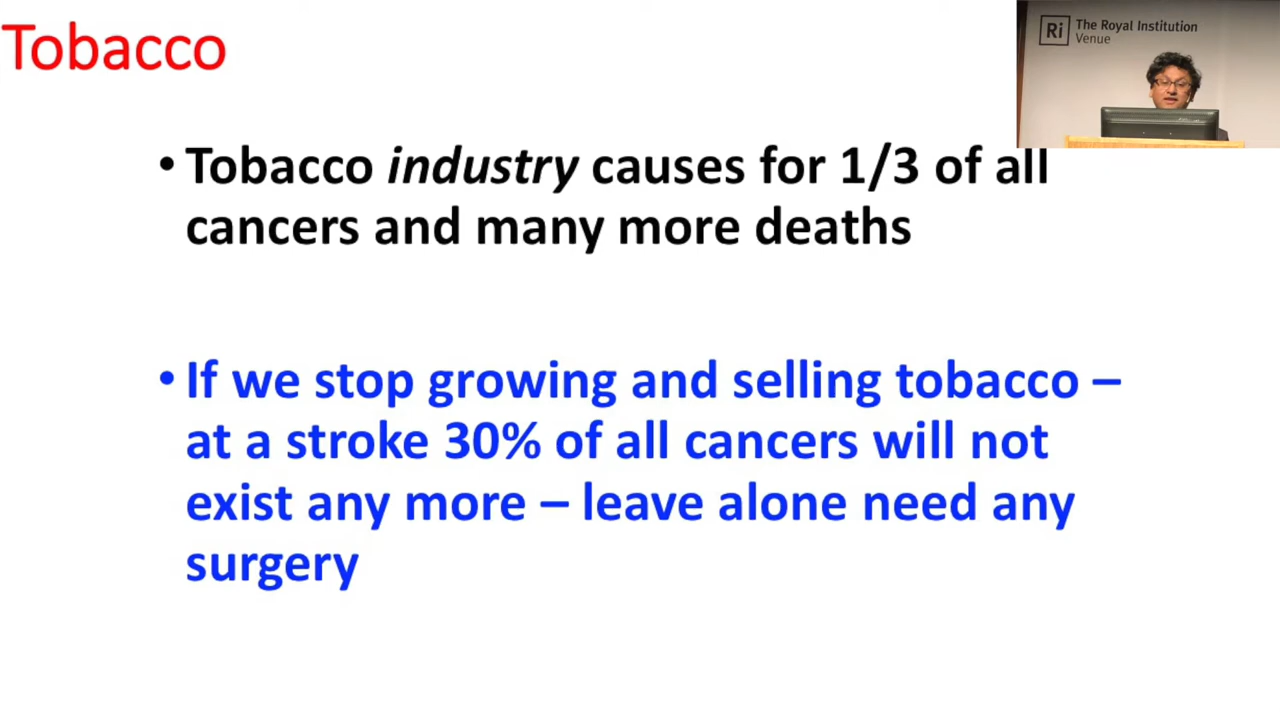 Tobacco
Ri The Royal Institution
Venue
• Tobacco industry causes for 1/3 of all
cancers and many more deaths
• If we stop growing and selling tobacco –
at a stroke 30% of all cancers will not
exist any more – leave alone need any
surgery